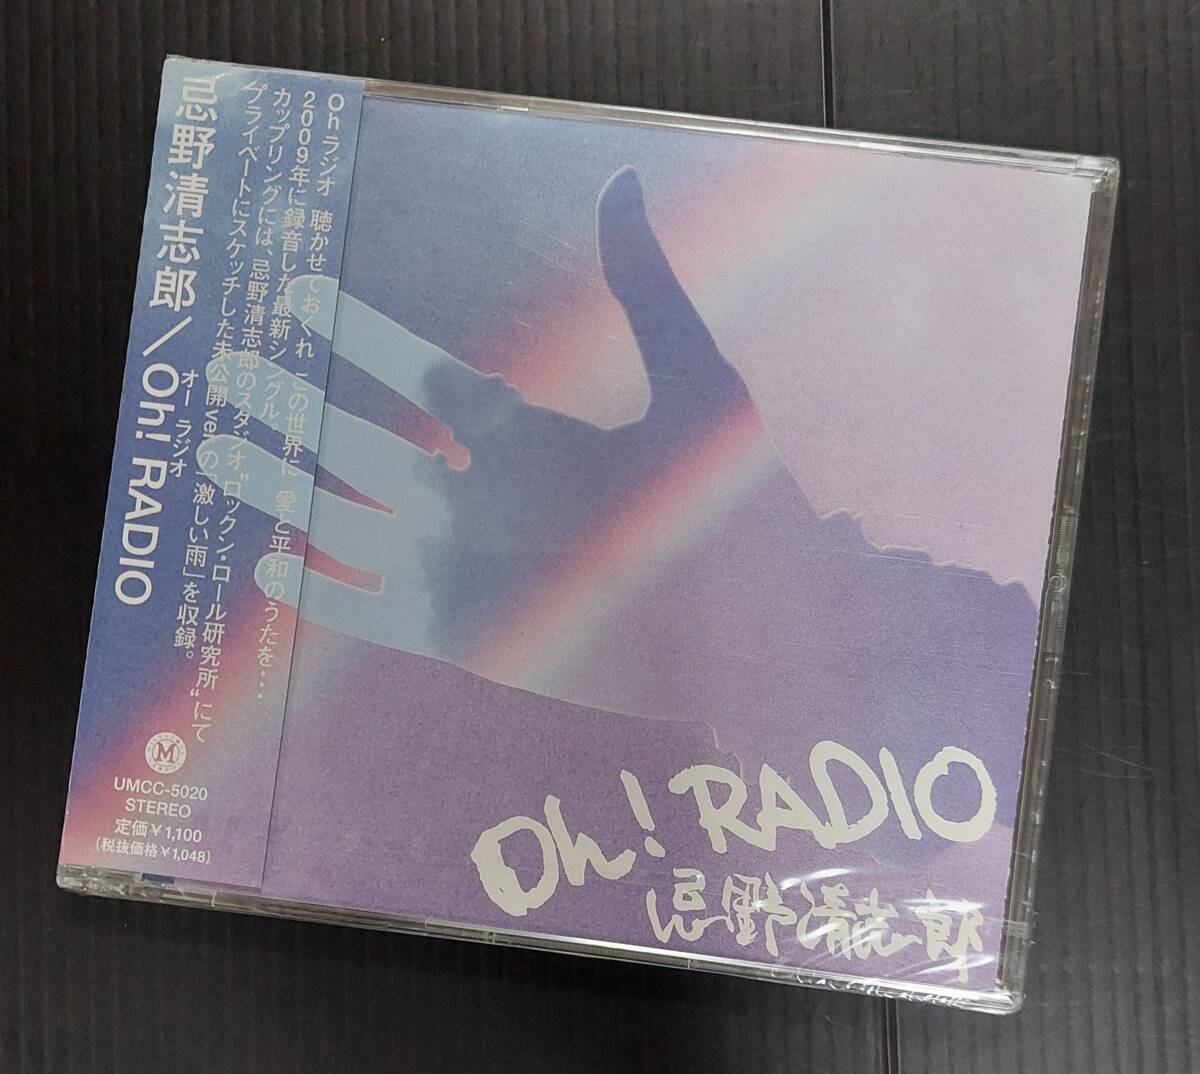 Oh ラジオ 聴かせておくれ この世界に 愛と平和のうたを…
2009年に録音した最新シングル。
カップリングには、忌野清志郎のスタジオ"ロックン・ロール研究所"にて
プライベートにスケッチした未公開ver.の「激しい雨」を収録。
忌野清志郎／Oh! RADIO
オー ラジオ
M
UMCC-5020
STEREO
定価￥1,100
(税抜価格￥1,048)
Oh! RADIO
忌野清志郎